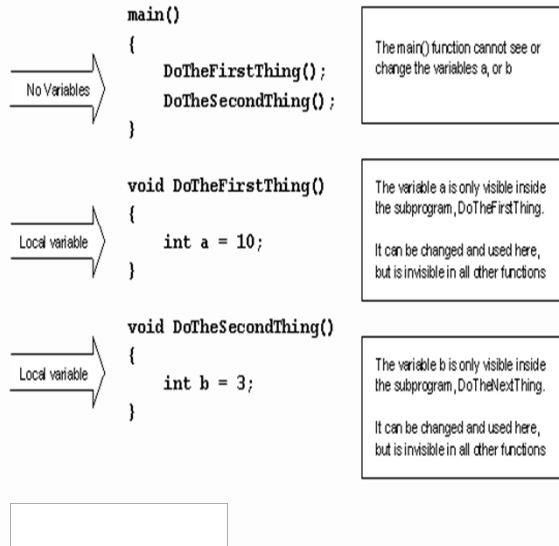 main()
{
DoTheFirstThing();
DoTheSecondThing();
}
No Variables
The main() function cannot see or
change the variables a, or b
void DoTheFirstThing()
{
int a = 10;
}
Local variable
The variable a is only visible inside
the subprogram, DoTheFirstThing.
It can be changed and used here,
but is invisible in all other functions
void DoTheSecondThing()
{
int b = 3;
}
Local variable
The variable b is only visible inside
the subprogram, DoTheNextThing.
It can be changed and used here,
but is invisible in all other functions